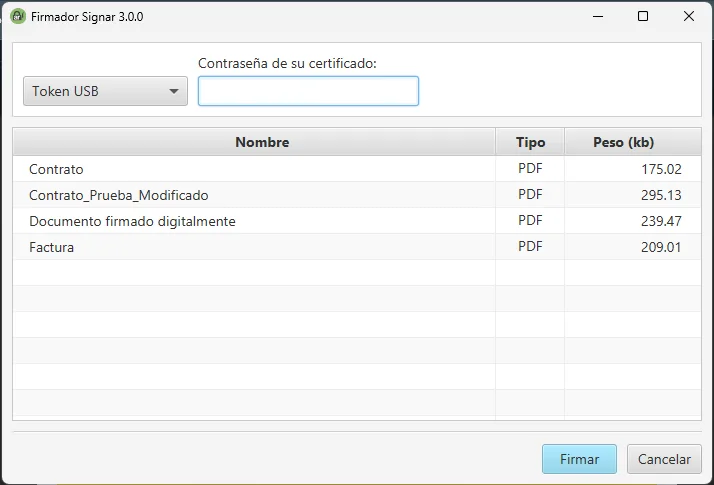 Firmador Signar 3.0.0
Contraseña de su certificado:
Token USB
Nombre Tipo Peso (kb)
Contrato PDF 175.02
Contrato_Prueba_Modificado PDF 295.13
Documento firmado digitalmente PDF 239.47
Factura PDF 209.01
Firmar Cancelar